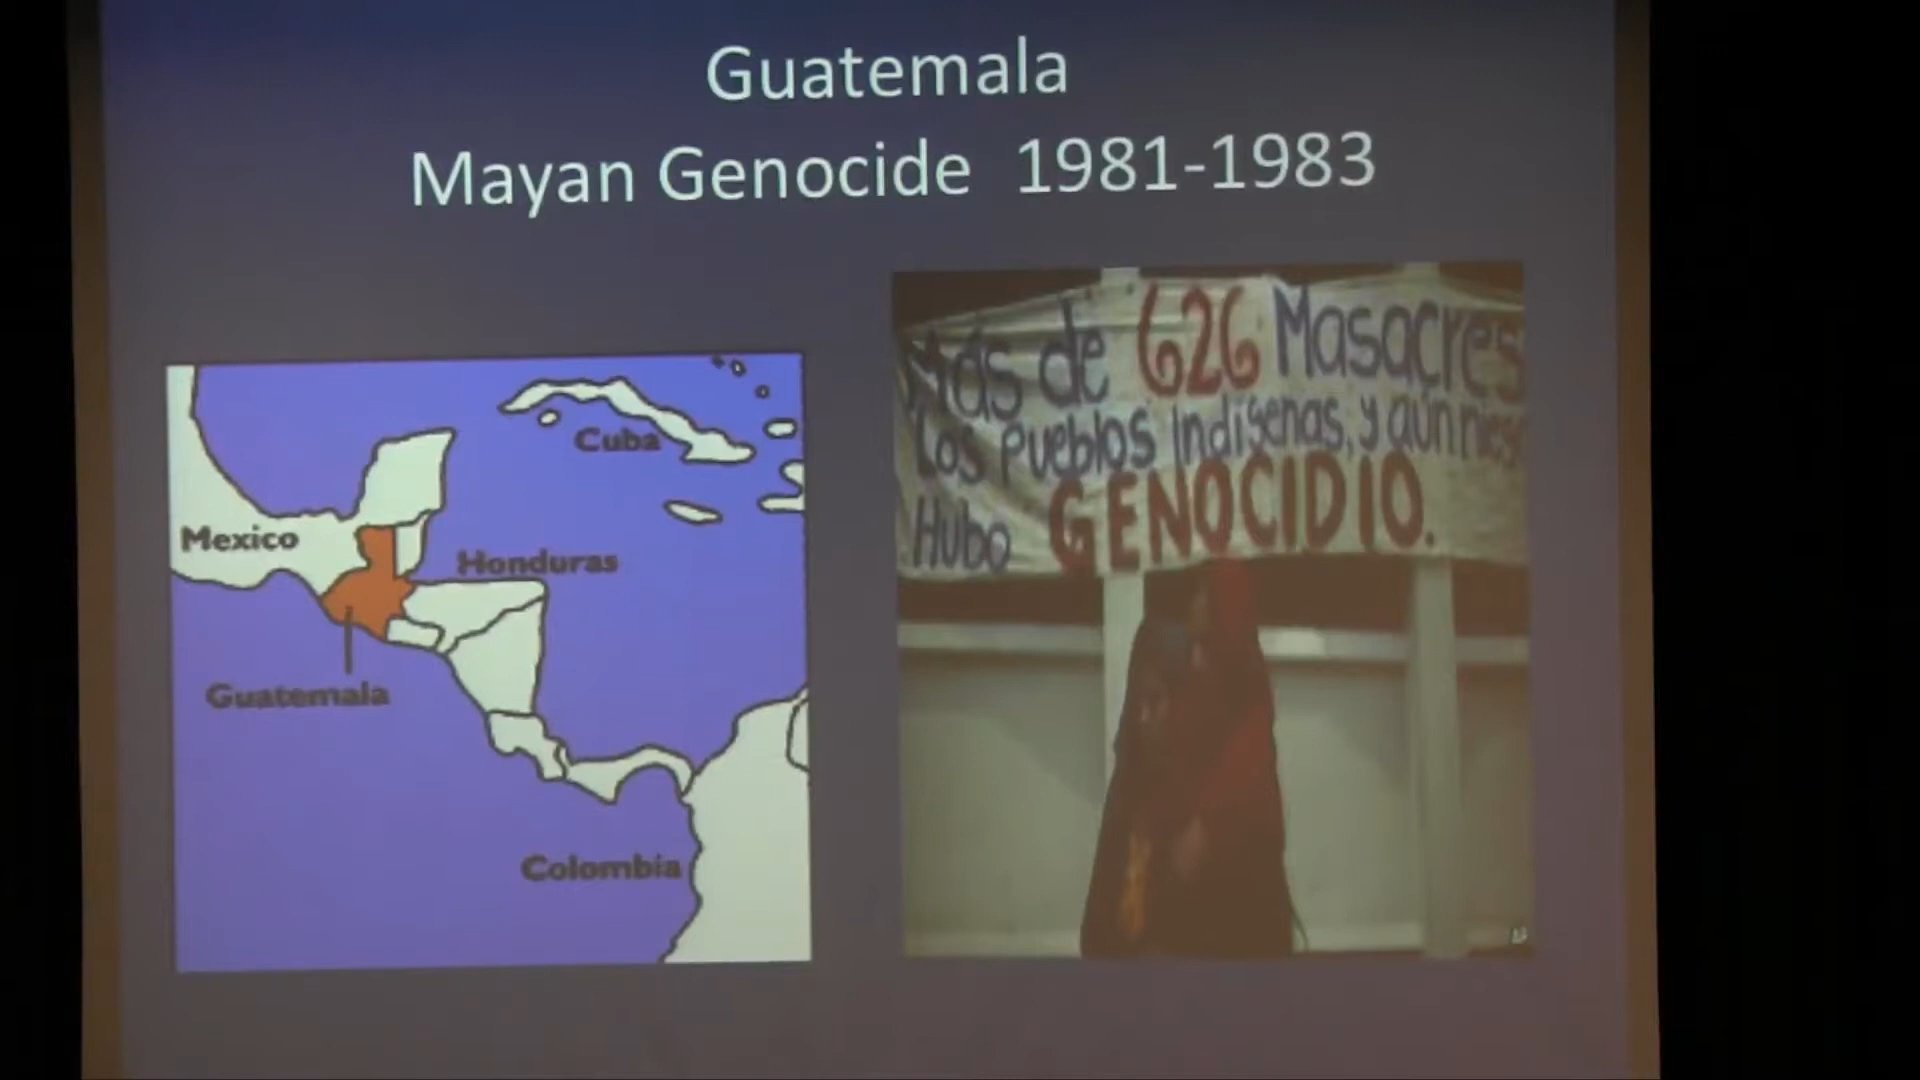 Guatemala
Mayan Genocide 1981-1983
Cuba
Mexico
Honduras
Guatemala
Colombia
Más de 626 Masacres
Los Pueblos Indígenas, y aún
Hubo GENOCIDIO.